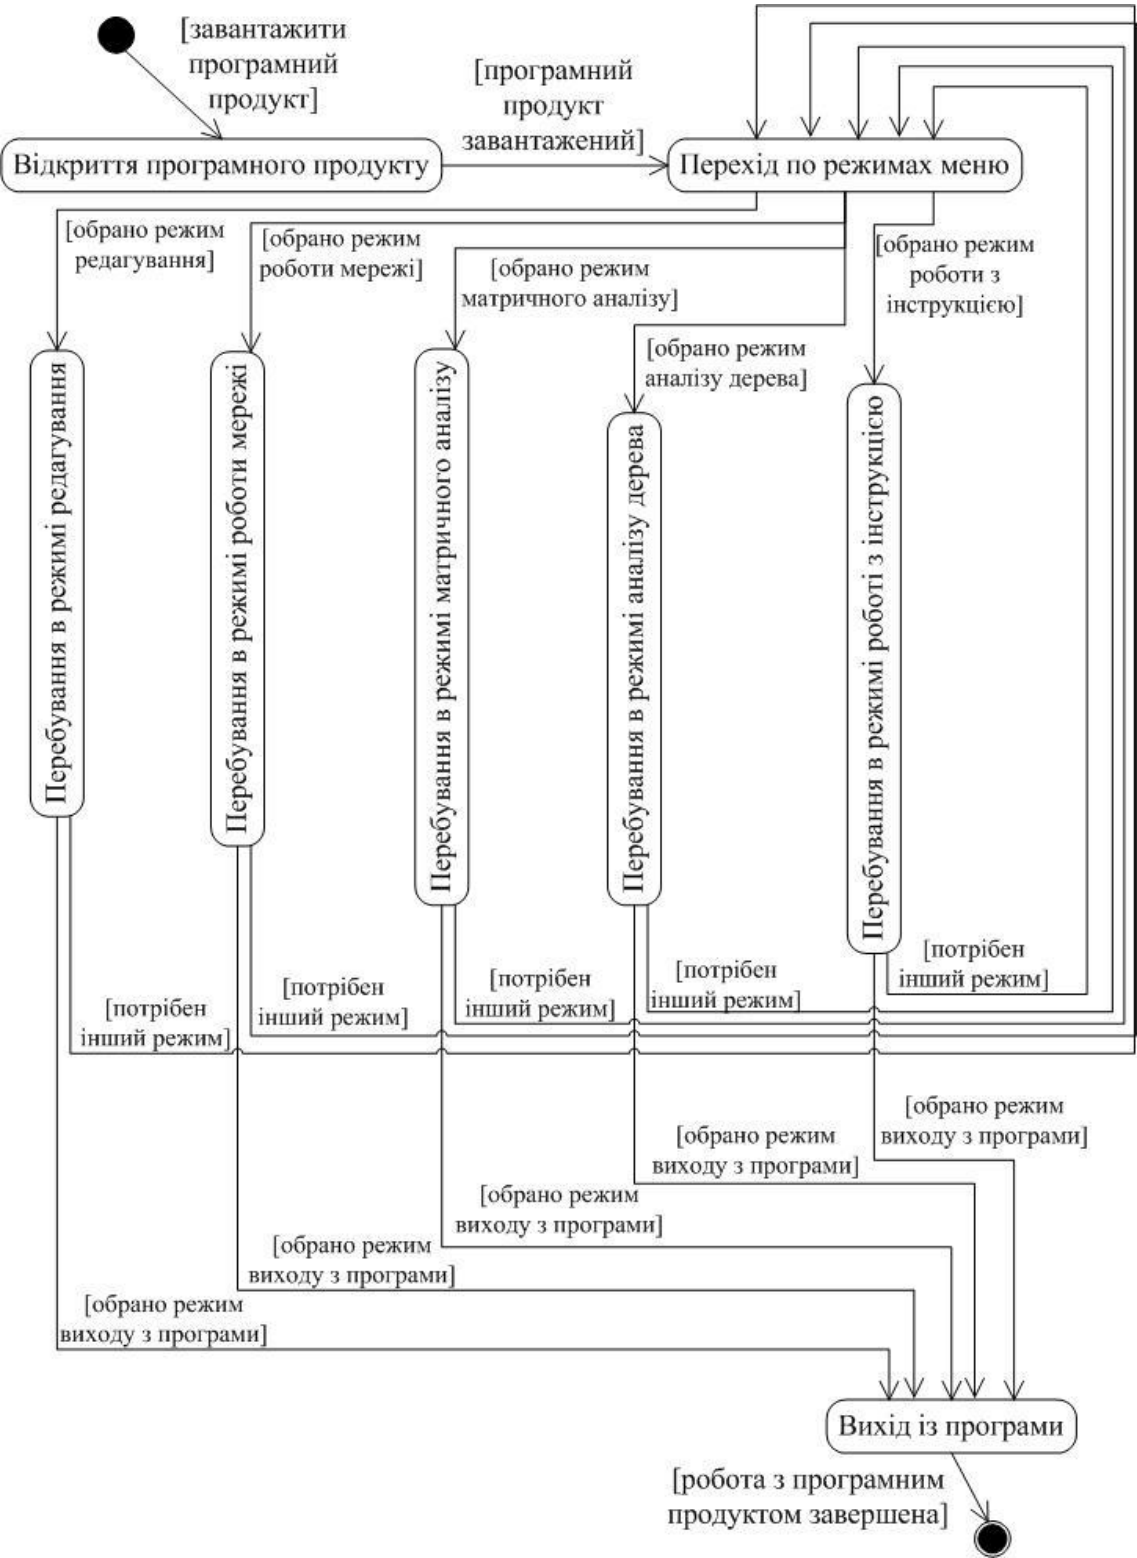 [завантажити
програмний
продукт]
[програмний
продукт
завантажений]
Відкриття програмного продукту
Перехід по режимах меню
[обрано режим
редагування]
[обрано режим
роботи мережі]
[обрано режим
матричного аналізу]
[обрано режим
аналізу дерева]
[обрано режим
роботи з
інструкцією]
Перебування в режимі редагування
Перебування в режимі роботи мережі
Перебування в режимі матричного аналізу
Перебування в режимі аналізу дерева
Перебування в режимі роботі з інструкцією
[потрібен
інший режим]
[потрібен
інший режим]
[потрібен
інший режим]
[потрібен
інший режим]
[потрібен
інший режим]
[обрано режим
виходу з програми]
[обрано режим
виходу з програми]
[обрано режим
виходу з програми]
[обрано режим
виходу з програми]
[обрано режим
виходу з програми]
Вихід із програми
[робота з програмним
продуктом завершена]